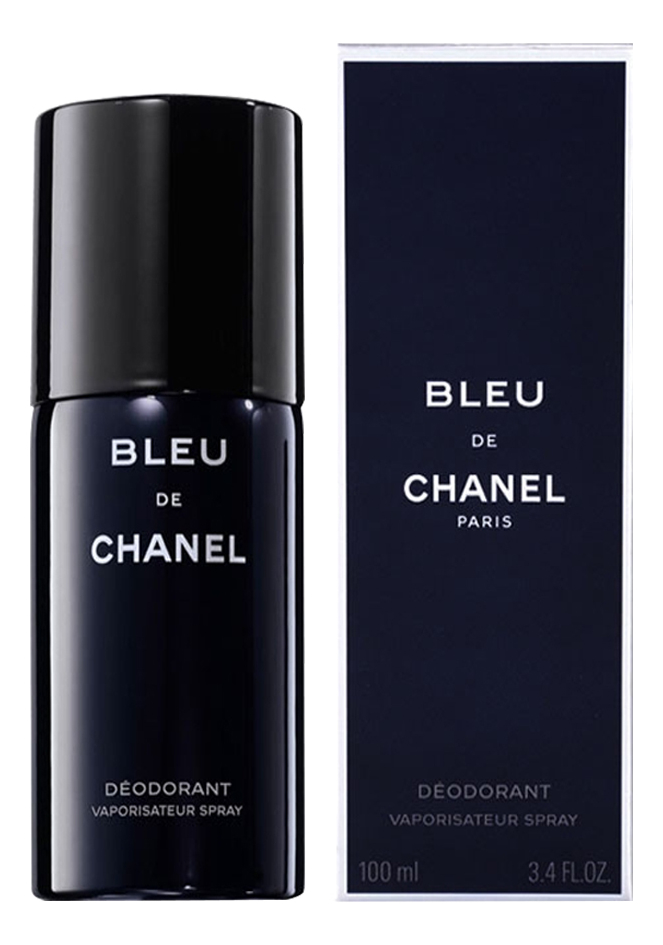 BLEU
DE
CHANEL
DÉODORANT
VAPORISATEUR SPRAY
BLEU
DE
CHANEL
PARIS
DÉODORANT
VAPORISATEUR SPRAY
100 ml 3.4 FL.OZ.